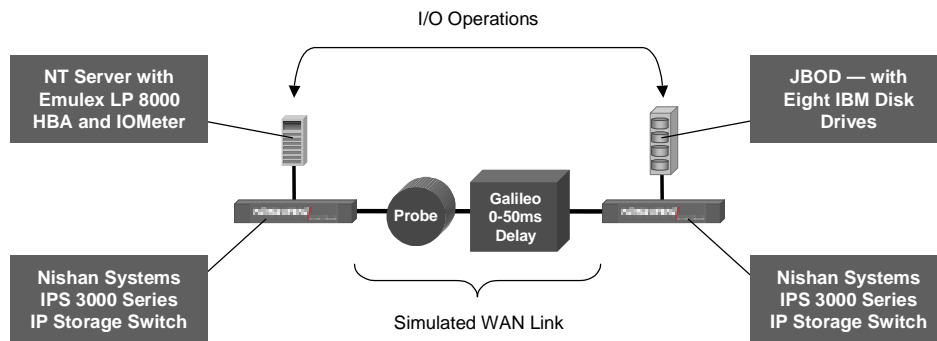 I/O Operations
NT Server with
Emulex LP 8000
HBA and IOMeter
JBOD — with
Eight IBM Disk
Drives
Probe
Galileo
0-50ms
Delay
Nishan Systems
IPS 3000 Series
IP Storage Switch
Simulated WAN Link
Nishan Systems
IPS 3000 Series
IP Storage Switch